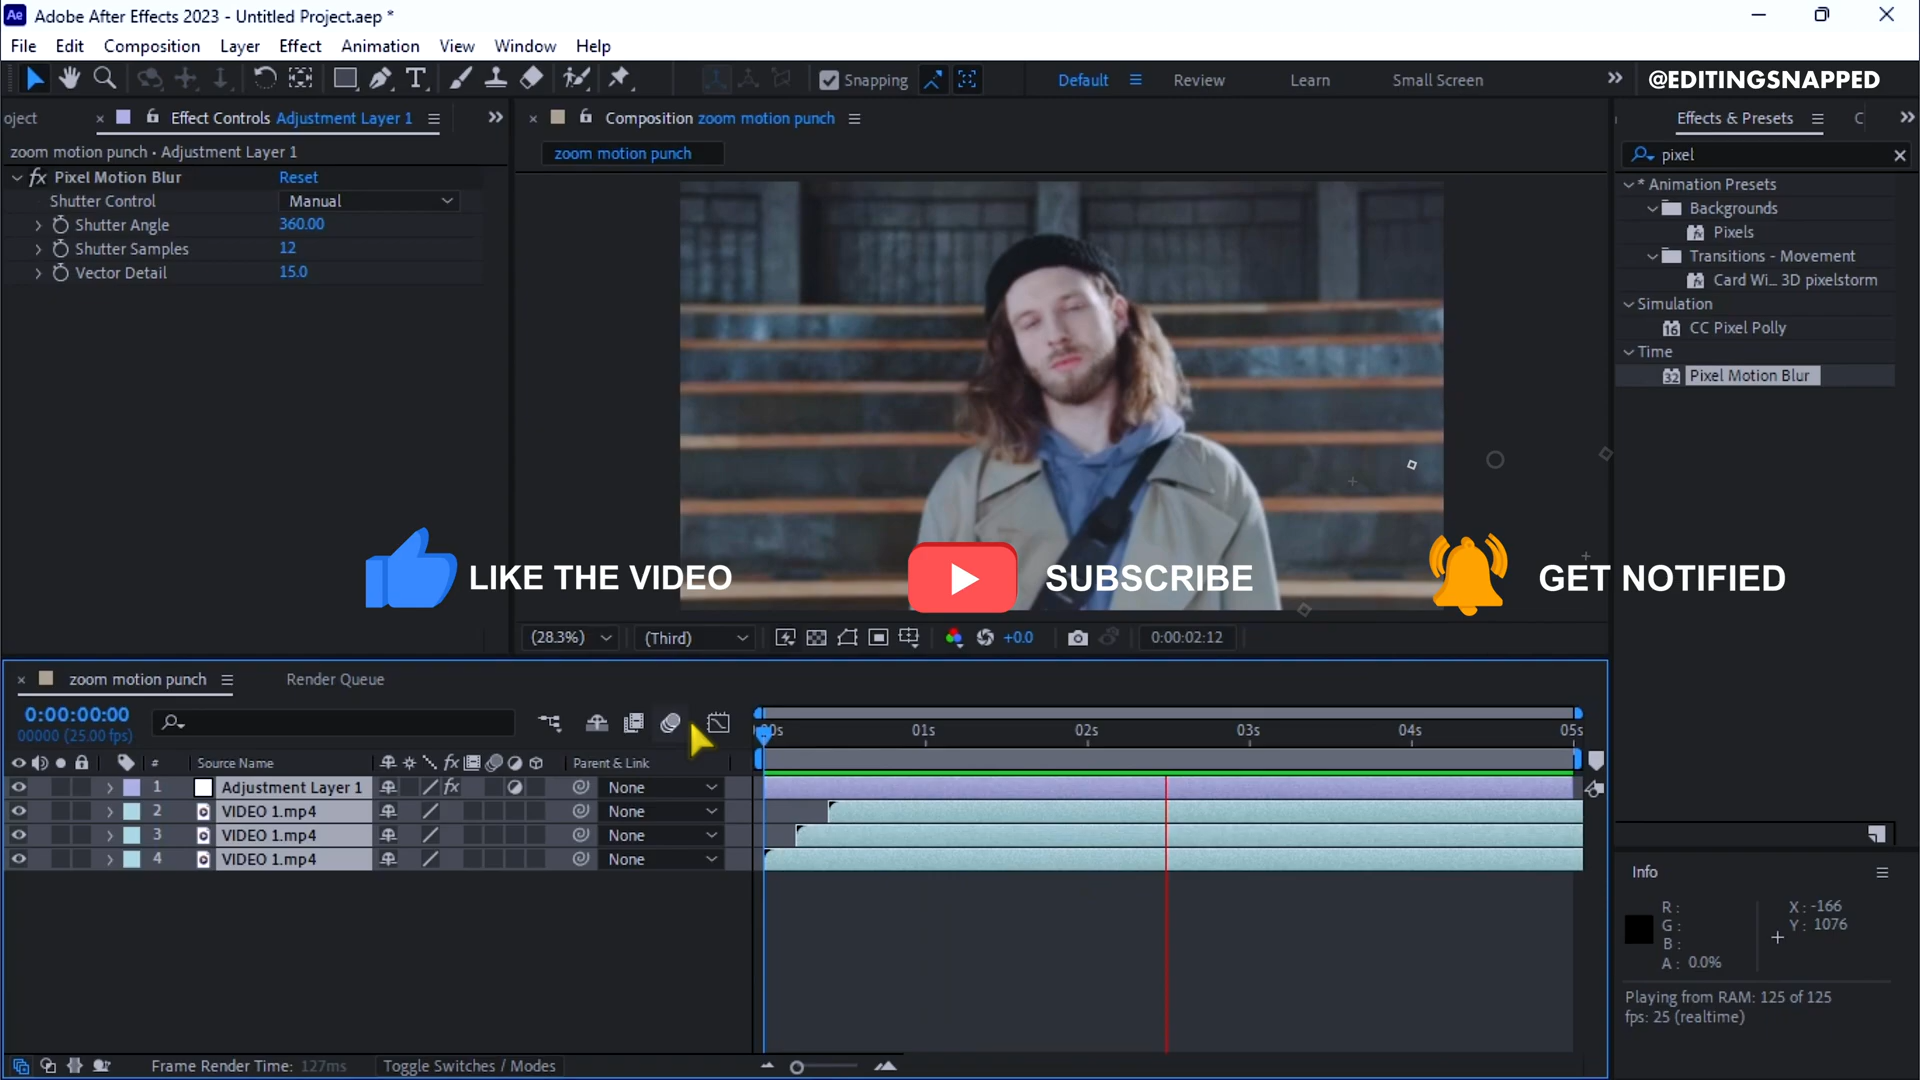 Ae Adobe After Effects 2023 - Untitled Project.aep *
File Edit Composition Layer Effect Animation View Window Help
Snapping Default Review Learn Small Screen @EDITINGSNAPPED
oject Effect Controls Adjustment Layer 1
zoom motion punch • Adjustment Layer 1
fx Pixel Motion Blur Reset
Shutter Control Manual
Shutter Angle 360.00
Shutter Samples 12
Vector Detail 15.0
Composition zoom motion punch
zoom motion punch
Effects & Presets C
pixel
* Animation Presets
Backgrounds
Pixels
Transitions - Movement
Card Wi... 3D pixelstorm
Simulation
CC Pixel Polly
Time
Pixel Motion Blur
LIKE THE VIDEO SUBSCRIBE GET NOTIFIED
(28.3%) (Third) +0.0 0:00:02:12
zoom motion punch Render Queue
0:00:00:00
00000 (25.00 fps)
00s 01s 02s 03s 04s 05s
# Source Name fx Parent & Link
1 Adjustment Layer 1 fx None
2 VIDEO 1.mp4 None
3 VIDEO 1.mp4 None
4 VIDEO 1.mp4 None
Frame Render Time: 127ms Toggle Switches / Modes
Info
R : X : -166
G : Y : 1076
B :
A : 0.0%
Playing from RAM: 125 of 125
fps: 25 (realtime)